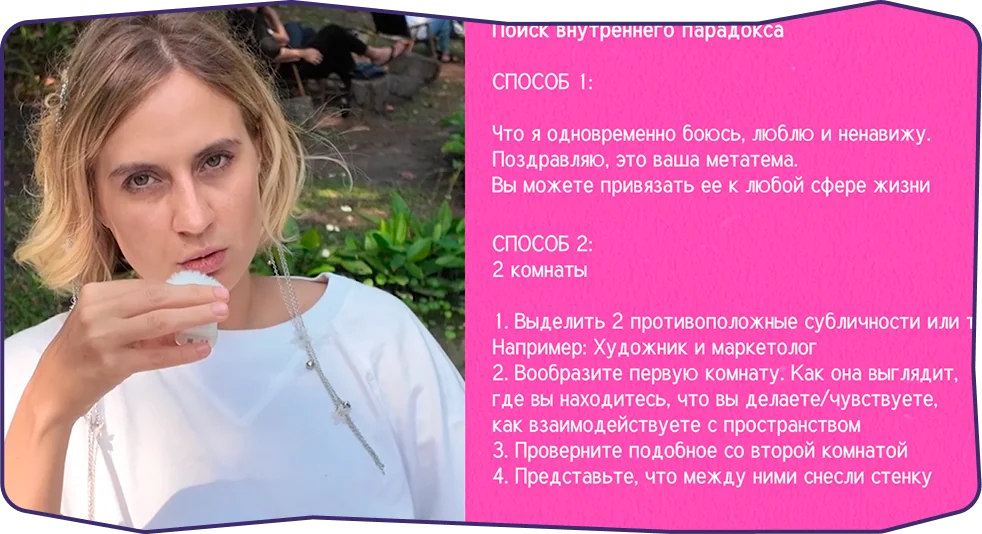 Поиск внутреннего парадокса
СПОСОБ 1:
Что я одновременно боюсь, люблю и ненавижу.
Поздравляю, это ваша метатема.
Вы можете привязать ее к любой сфере жизни
СПОСОБ 2:
2 комнаты
1. Выделить 2 противоположные субличности или
Например: Художник и маркетолог
2. Вообразите первую комнату. Как она выглядит,
где вы находитесь, что вы делаете/чувствуете,
как взаимодействуете с пространством
3. Проверните подобное со второй комнатой
4. Представьте, что между ними снесли стенку